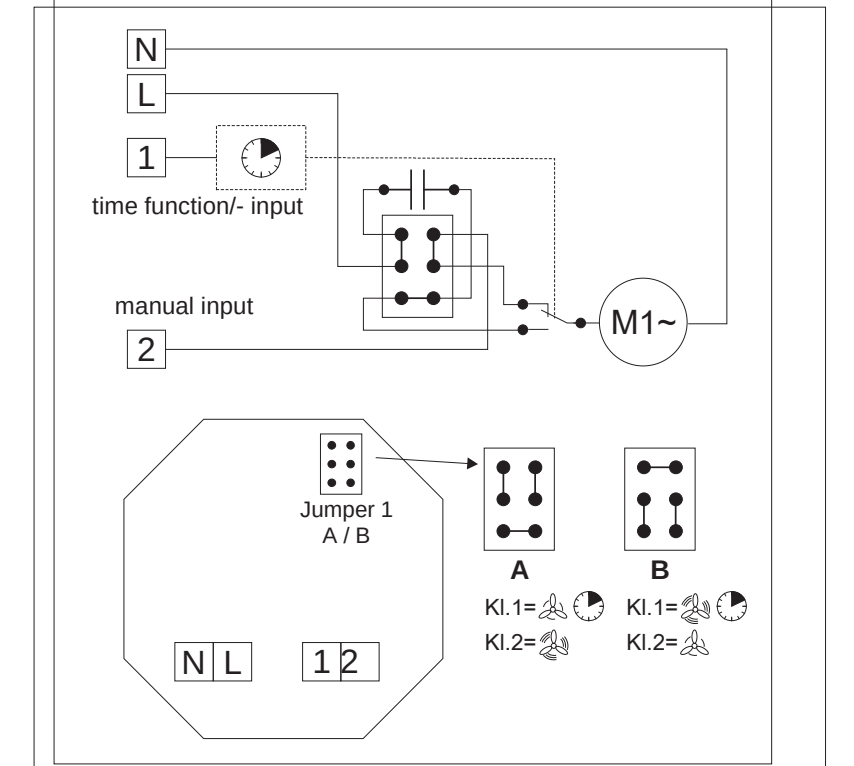 N
L
1
time function/- input
manual input
2
M1~
Jumper 1
A / B
A
B
Kl.1=
Kl.1=
Kl.2=
Kl.2=
N L
1 2